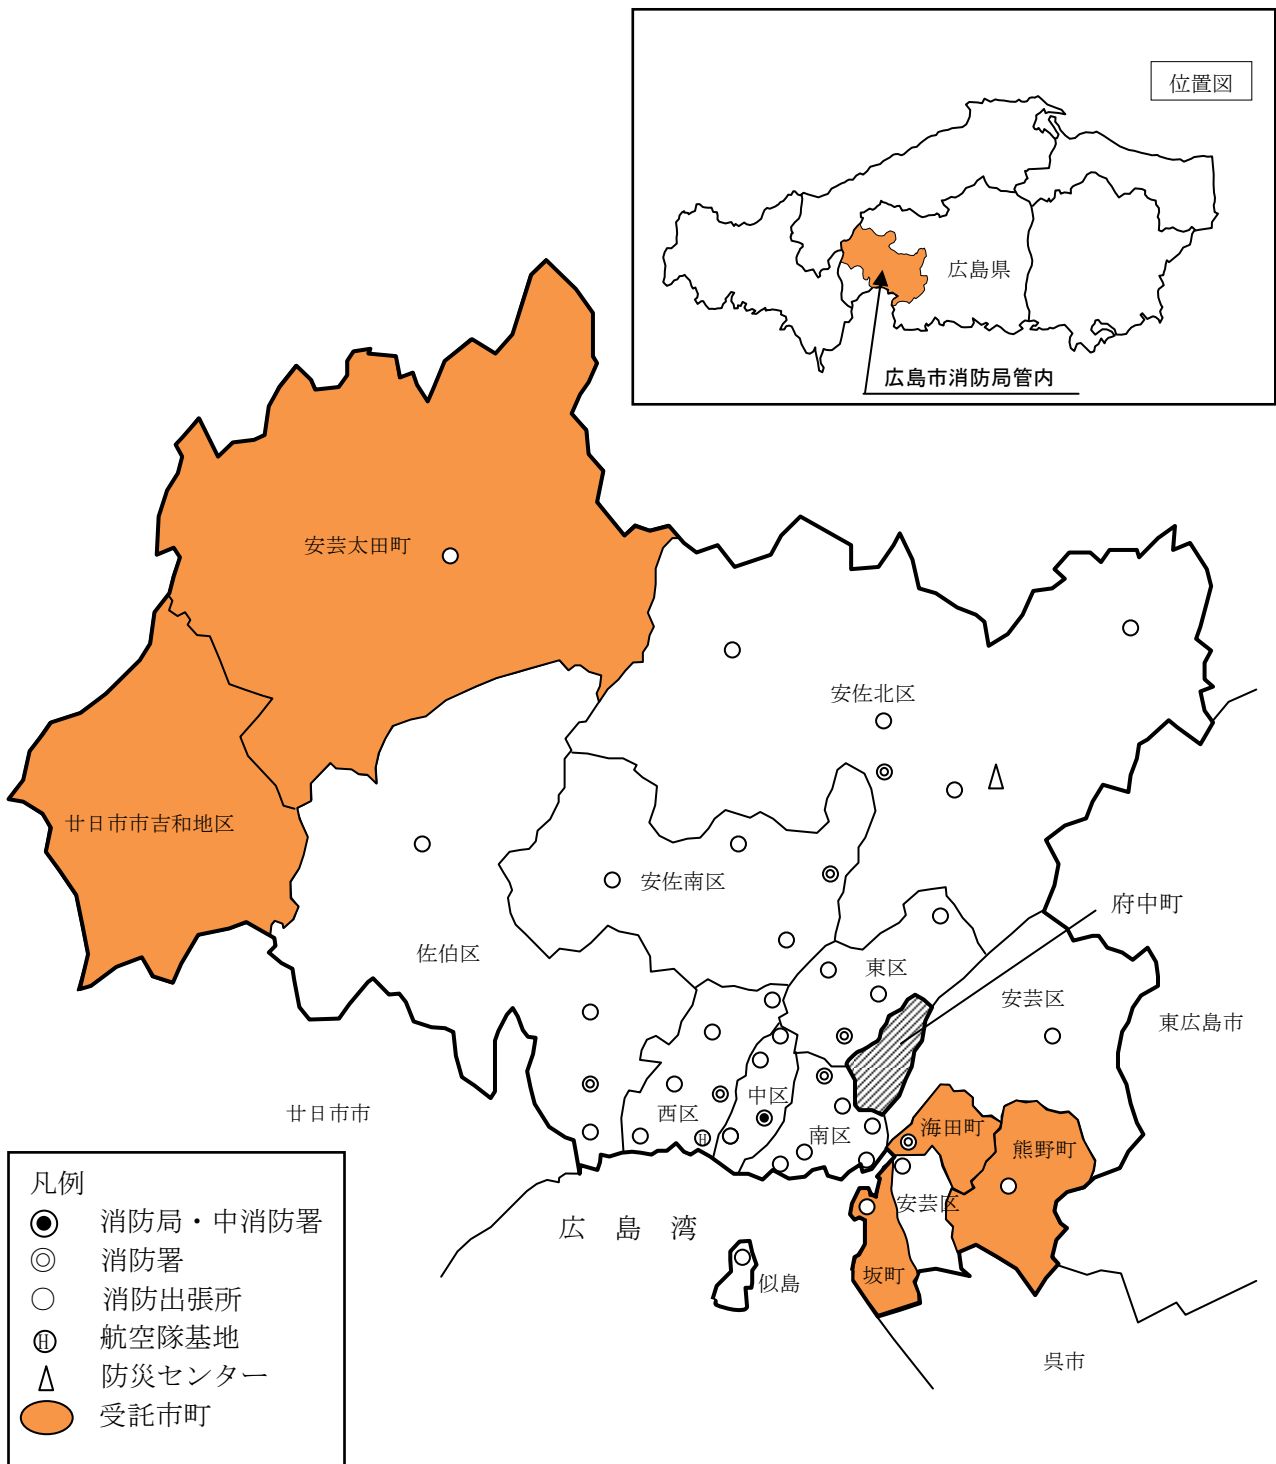 位置図
広島県
広島市消防局管内
安芸太田町
安佐北区
廿日市市吉和地区
安佐南区
府中町
佐伯区
東区
安芸区
東広島市
廿日市市
西区
中区
南区
海田町
熊野町
安芸区
広島湾
坂町
似島
呉市
凡例
消防局・中消防署
消防署
消防出張所
H 航空隊基地
防災センター
受託市町
H